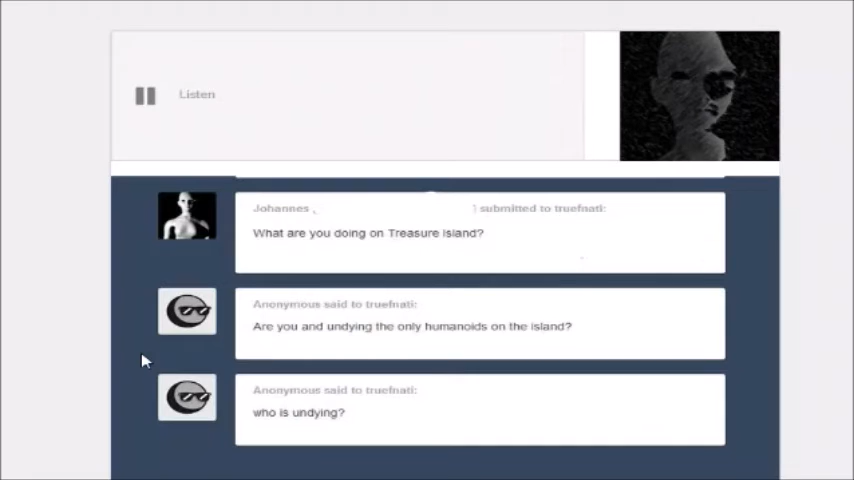 Listen
Johannes submitted to truefnati:
What are you doing on Treasure Island?
Anonymous said to truefnati:
Are you and undying the only humanoids on the island?
Anonymous said to truefnati:
who is undying?